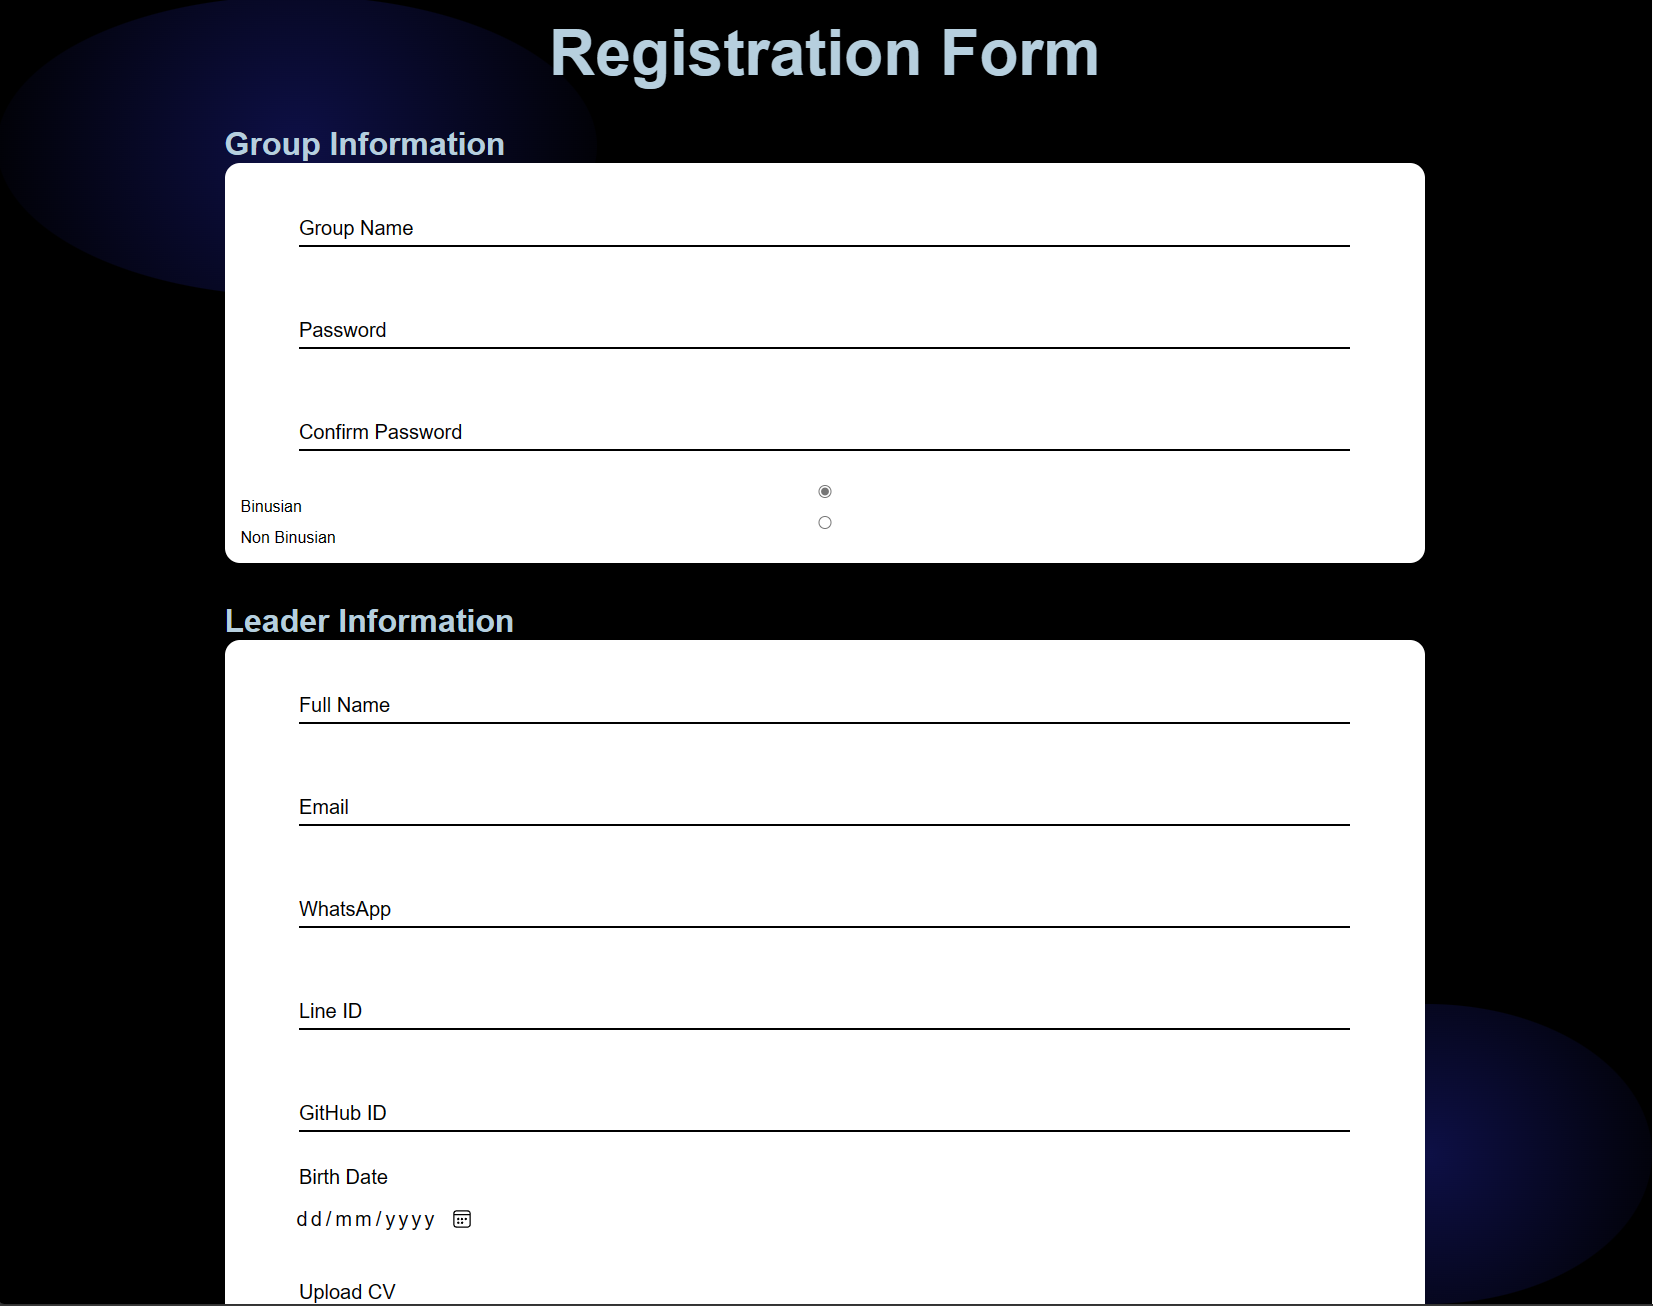 Registration Form
Group Information
Group Name
Password
Confirm Password
Binusian
Non Binusian
Leader Information
Full Name
Email
WhatsApp
Line ID
GitHub ID
Birth Date
dd/mm/yyyy
Upload CV